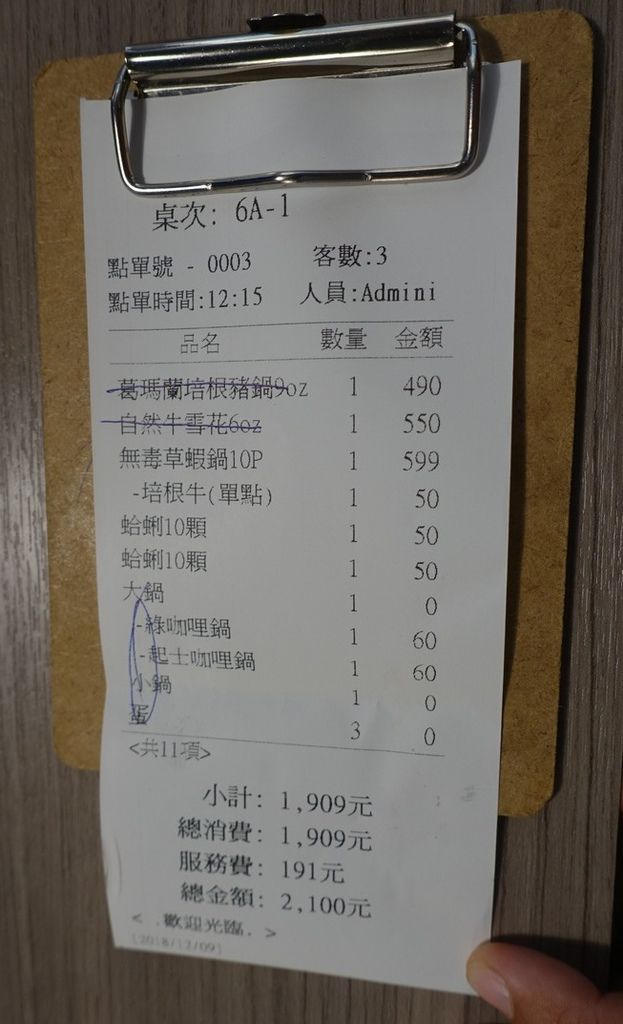 桌次: 6A-1
點單號 - 0003 客數:3
點單時間:12:15 人員:Admini
品名 數量 金額
葛瑪蘭培根豬鍋9oz 1 490
自然牛雪花6oz 1 550
無毒草蝦鍋10P 1 599
-培根牛(單點) 1 50
蛤蜊10顆 1 50
蛤蜊10顆 1 50
大鍋 1 0
-綠咖哩鍋 1 60
-起士咖哩鍋 1 60
小鍋 1 0
蛋 3 0
<共11項>
小計: 1,909元
總消費: 1,909元
服務費: 191元
總金額: 2,100元
< .歡迎光臨. >
[2018/12/09]